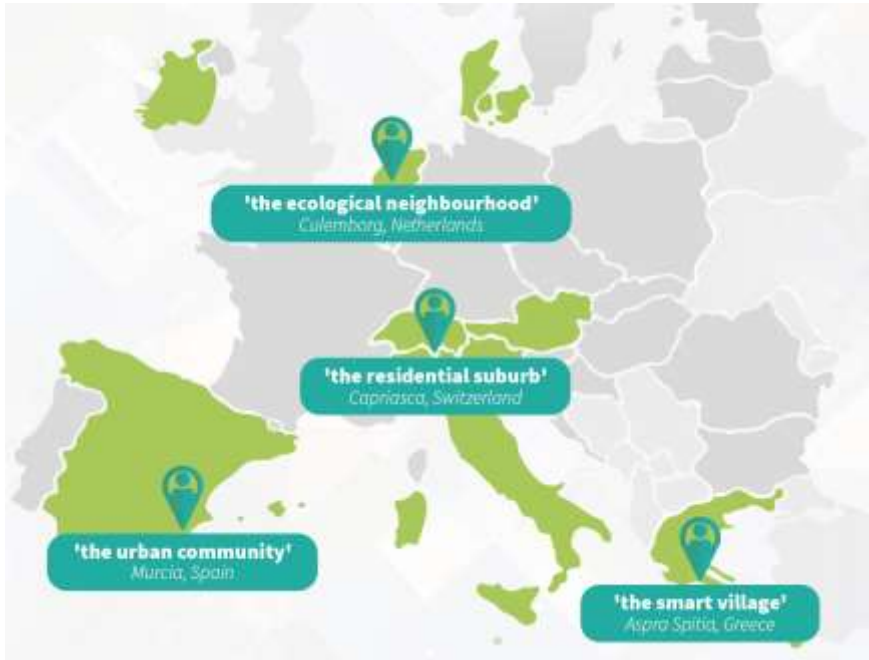 'the ecological neighbourhood'
Culemborg, Netherlands
'the residential suburb'
Capriasca, Switzerland
'the urban community'
Murcia, Spain
'the smart village'
Aspra Spitia, Greece